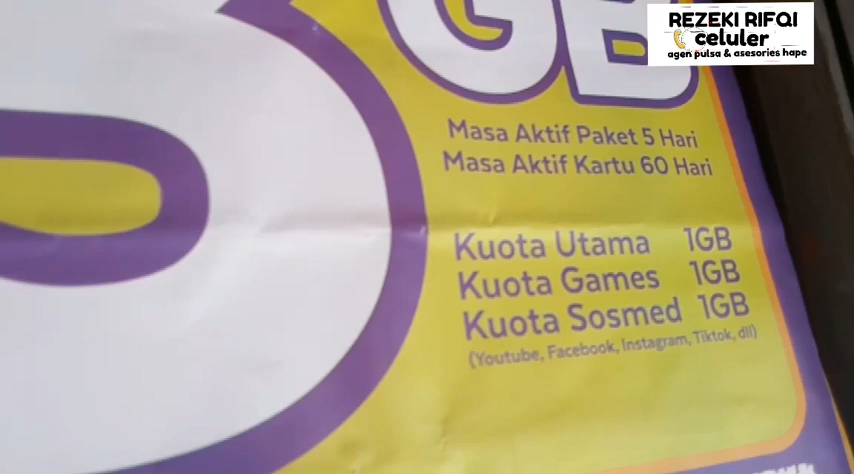 REZEKI RIFQI
celuler
agen pulsa & asesories hape
GB
Masa Aktif Paket 5 Hari
Masa Aktif Kartu 60 Hari
Kuota Utama 1GB
Kuota Games 1GB
Kuota Sosmed 1GB
(Youtube, Facebook, Instagram, Tiktok, dll)